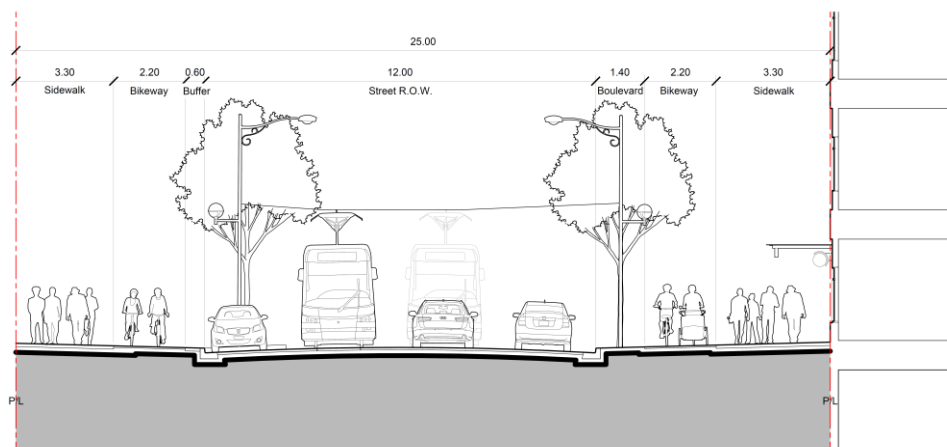 25.00
3.30 2.20 0.60 12.00 1.40 2.20 3.30
Sidewalk Bikeway Buffer Street R.O.W. Boulevard Bikeway Sidewalk
P'L P'L